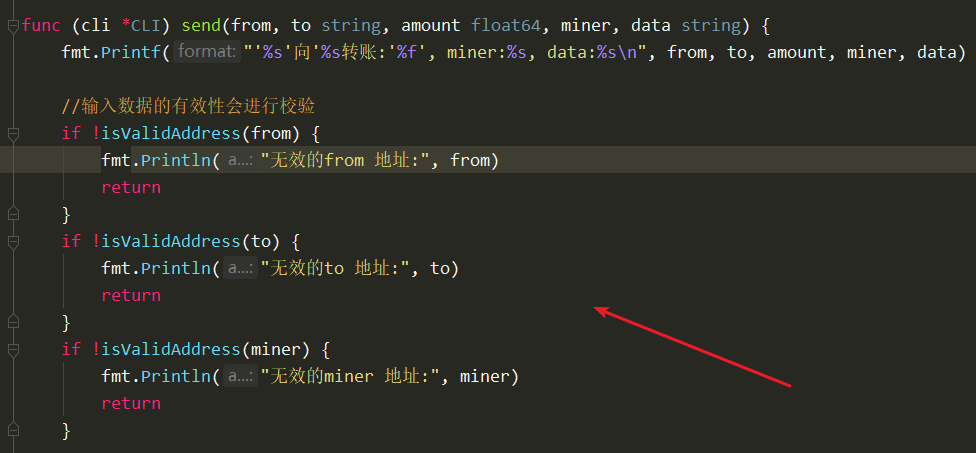 func (cli *CLI) send(from, to string, amount float64, miner, data string) {
fmt.Printf( format: "'%s'向'%s转账:'%f', miner:%s, data:%s\n", from, to, amount, miner, data)
//输入数据的有效性会进行校验
if !isValidAddress(from) {
fmt.Println( a...: "无效的from 地址:", from)
return
}
if !isValidAddress(to) {
fmt.Println( a...: "无效的to 地址:", to)
return
}
if !isValidAddress(miner) {
fmt.Println( a...: "无效的miner 地址:", miner)
return
}